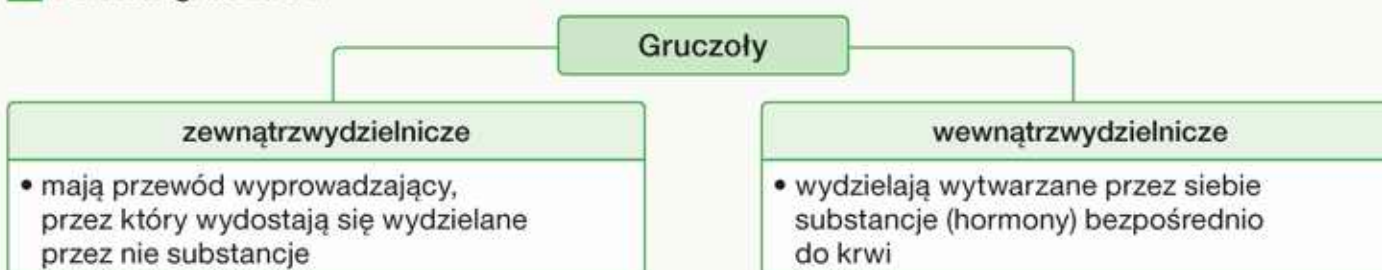 Gruczoły
zewnątrzwydzielnicze
• mają przewód wyprowadzający,
przez który wydostają się wydzielane
przez nie substancje
wewnątrzwydzielnicze
• wydzielają wytwarzane przez siebie
substancje (hormony) bezpośrednio
do krwi